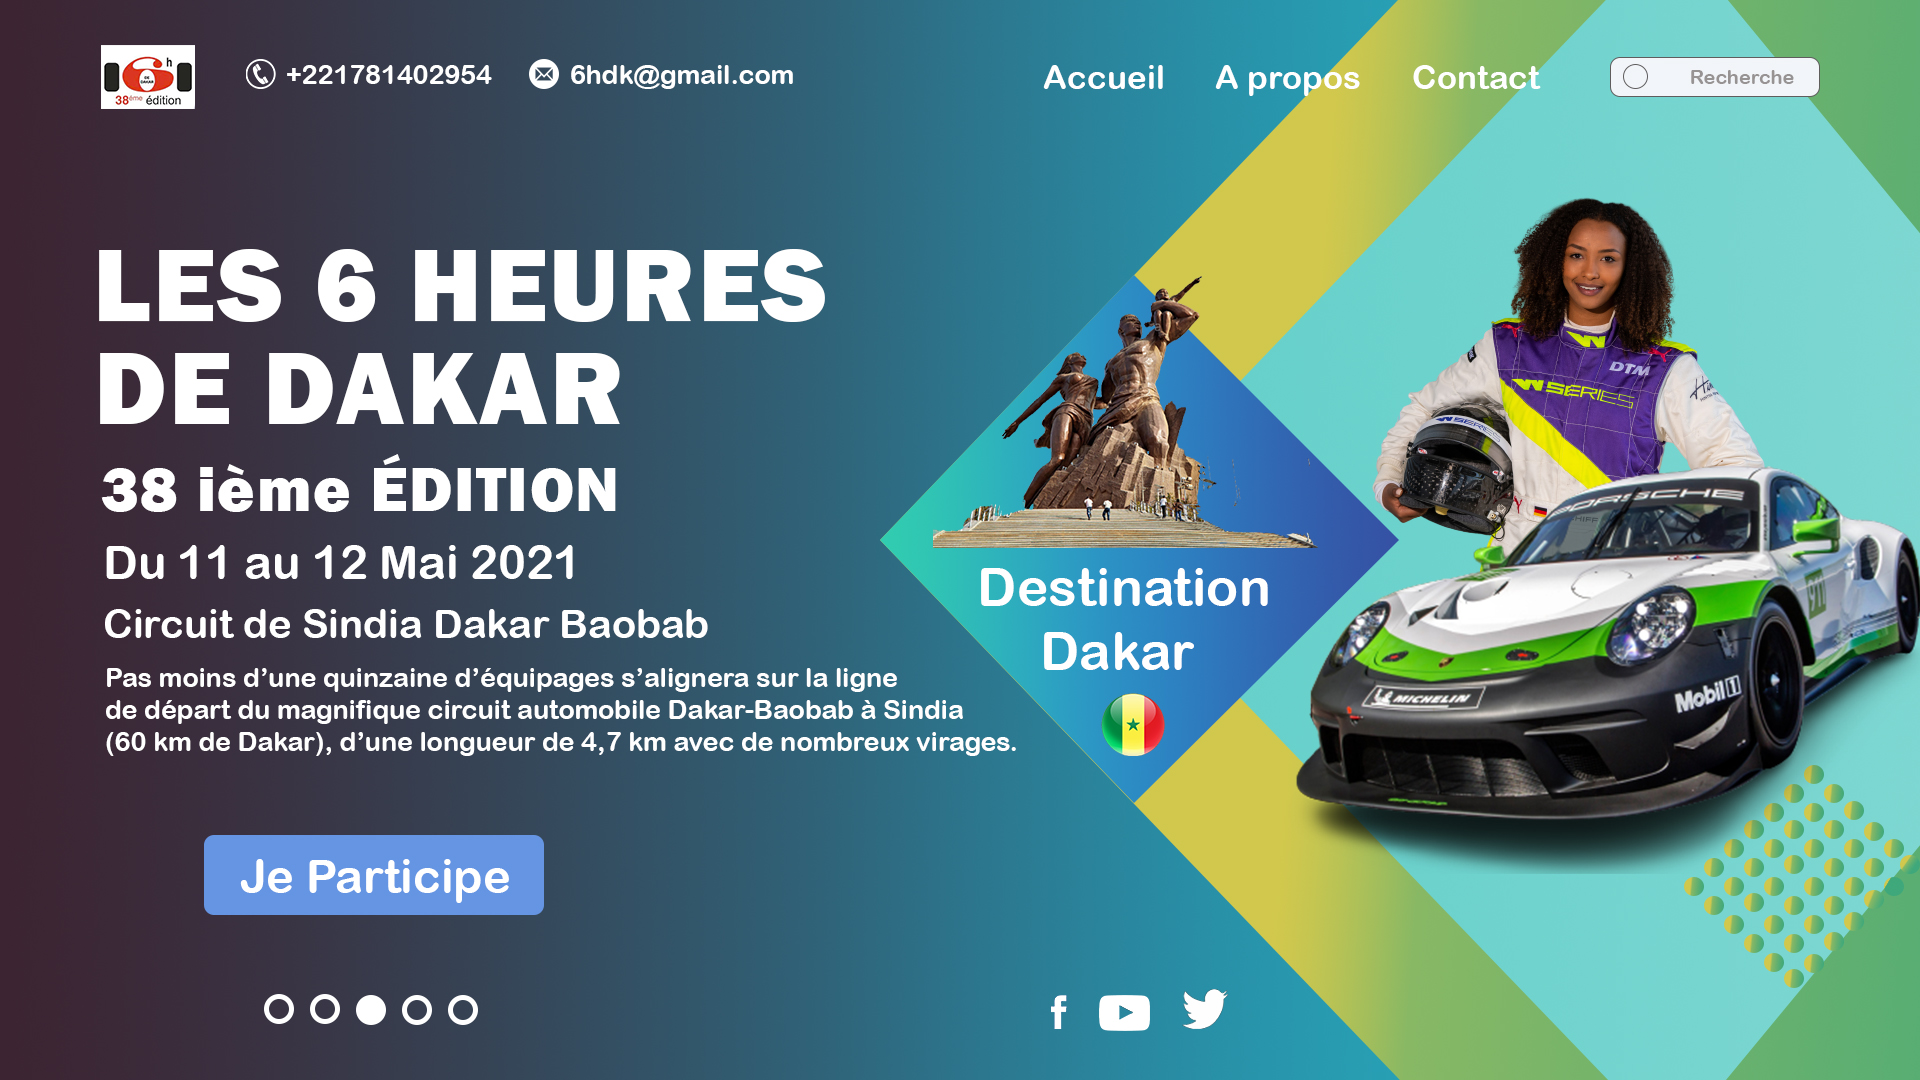 6h
DE
DAKAR
38ème édition
+221781402954
6hdk@gmail.com
Accueil
A propos
Contact
Recherche
LES 6 HEURES
DE DAKAR
38 ième ÉDITION
Du 11 au 12 Mai 2021
Circuit de Sindia Dakar Baobab
Pas moins d’une quinzaine d’équipages s’alignera sur la ligne
de départ du magnifique circuit automobile Dakar-Baobab à Sindia
(60 km de Dakar), d’une longueur de 4,7 km avec de nombreux virages.
Je Participe
Destination
Dakar
DTM
W SERIES
W SERIES
PORSCHE
911
MICHELIN
Mobil 1